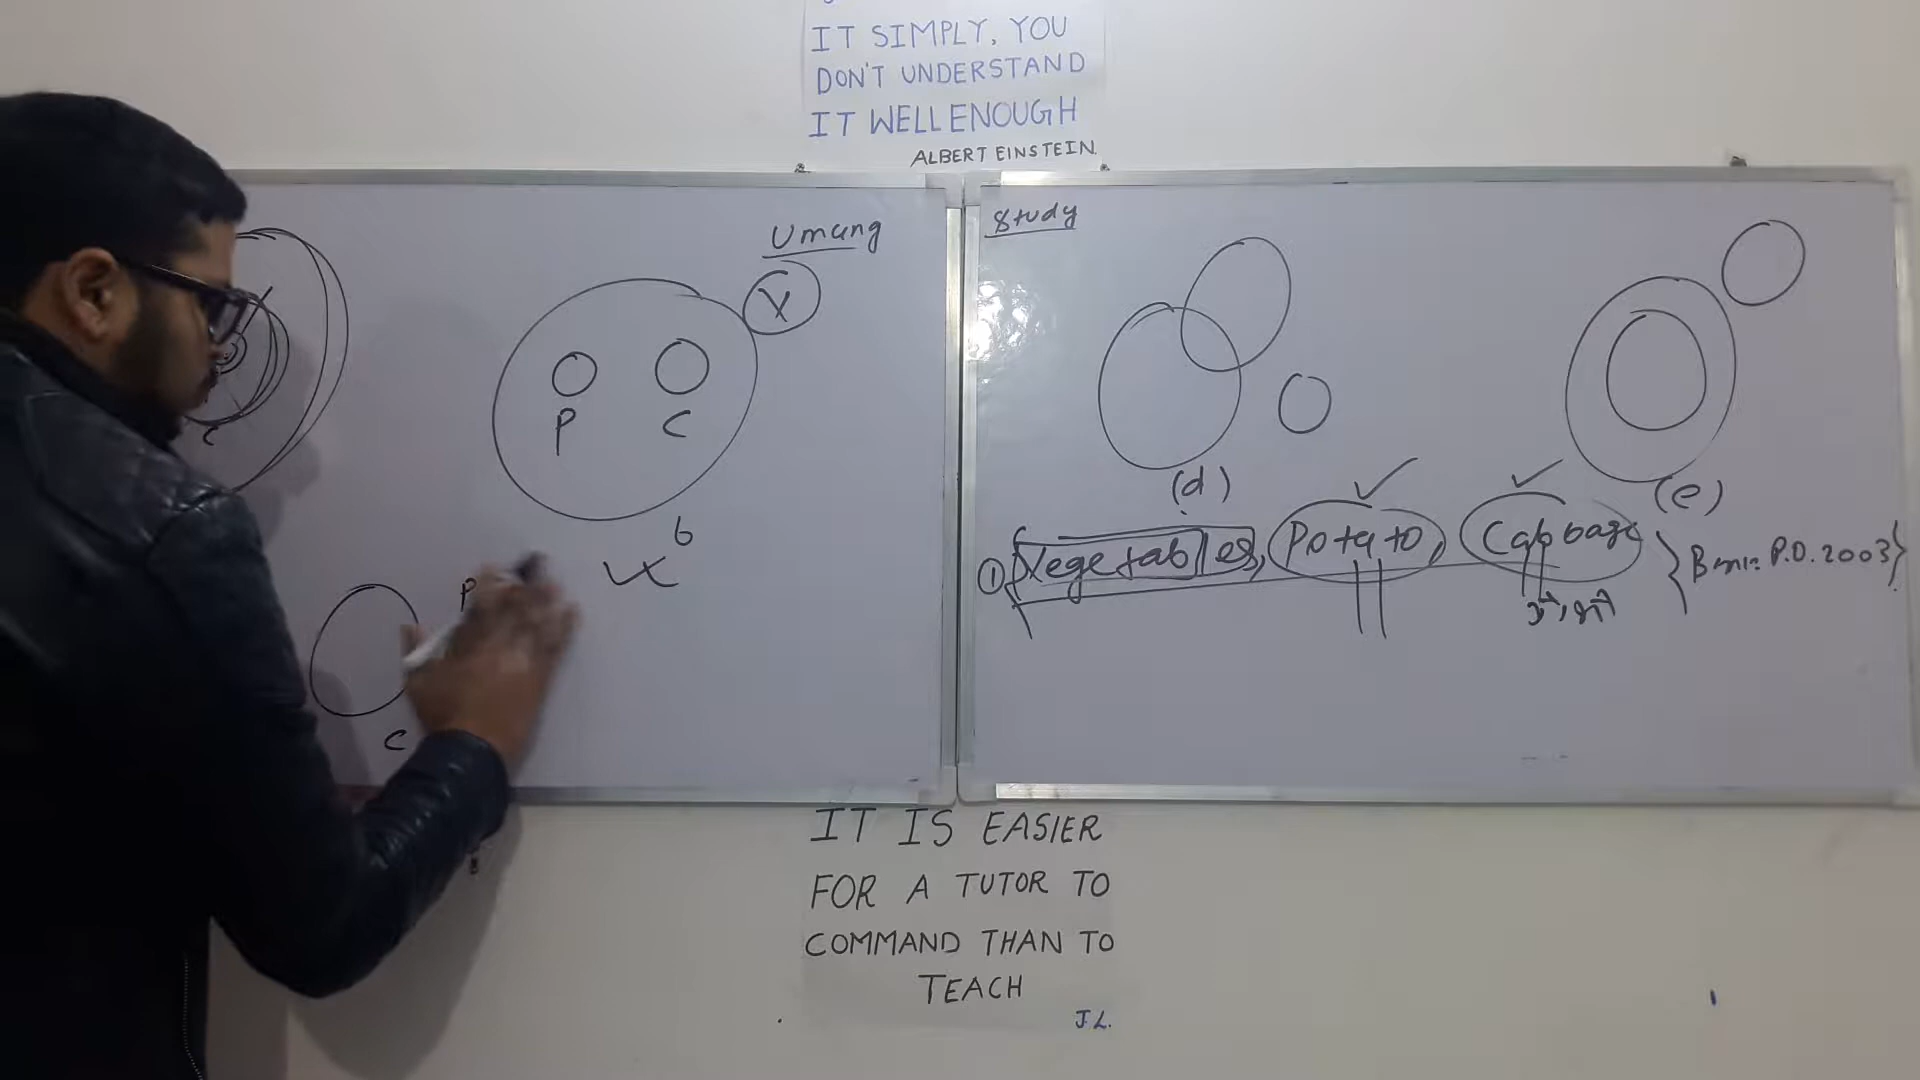 IT SIMPLY, YOU
DON'T UNDERSTAND
IT WELL ENOUGH
ALBERT EINSTEIN.
Umang
X
P C
b
P
C
C
Study
(d) (e)
① Vegetables, Potato, Cabbage } P.O. 2003 }
IT IS EASIER
FOR A TUTOR TO
COMMAND THAN TO
TEACH
J.L.